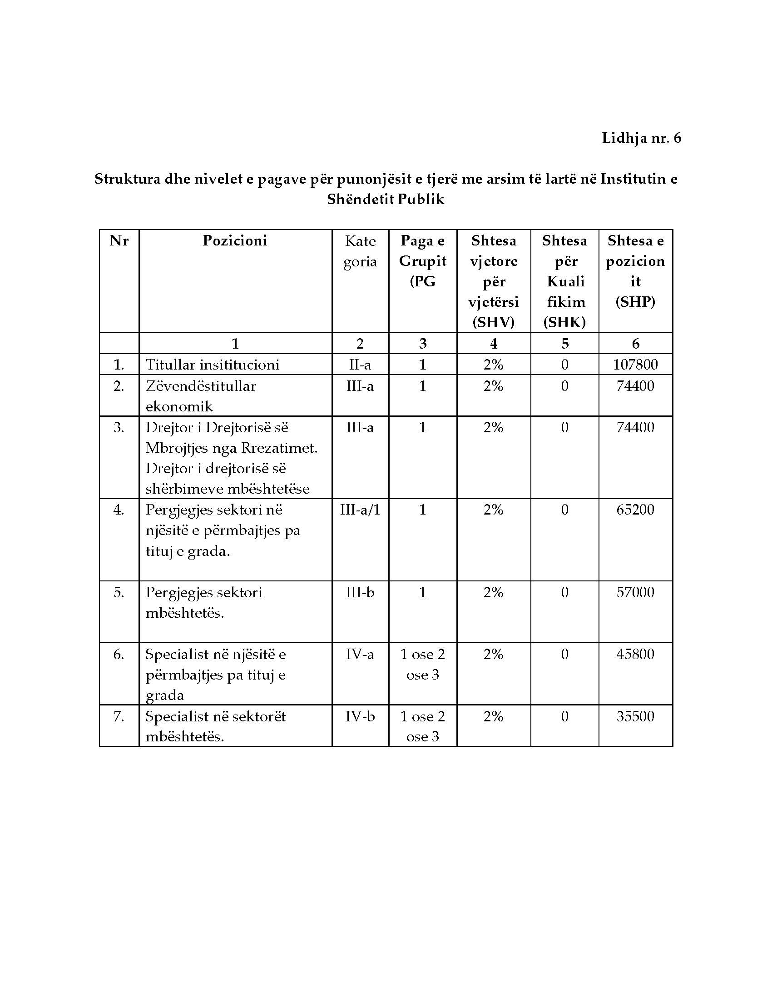 Lidhja nr. 6
Struktura dhe nivelet e pagave për punonjësit e tjerë me arsim të lartë në Institutin e
Shëndetit Publik
Nr Pozicioni Kate Paga e Shtesa Shtesa Shtesa e
goria Grupit vjetore për pozicion
(PG për Kuali it
vjetërsi fikim (SHP)
(SHV) (SHK)
1 2 3 4 5 6
1. Titullar insititucioni II-a 1 2% 0 107800
2. Zëvendëstitullar III-a 1 2% 0 74400
ekonomik
3. Drejtor i Drejtorisë së III-a 1 2% 0 74400
Mbrojtjes nga Rrezatimet.
Drejtor i drejtorisë së
shërbimeve mbështetëse
4. Pergjegjes sektori në III-a/1 1 2% 0 65200
njësitë e përmbajtjes pa
tituj e grada.
5. Pergjegjes sektori III-b 1 2% 0 57000
mbështetës.
6. Specialist në njësitë e IV-a 1 ose 2 2% 0 45800
përmbajtjes pa tituj e ose 3
grada
7. Specialist në sektorët IV-b 1 ose 2 2% 0 35500
mbështetës. ose 3